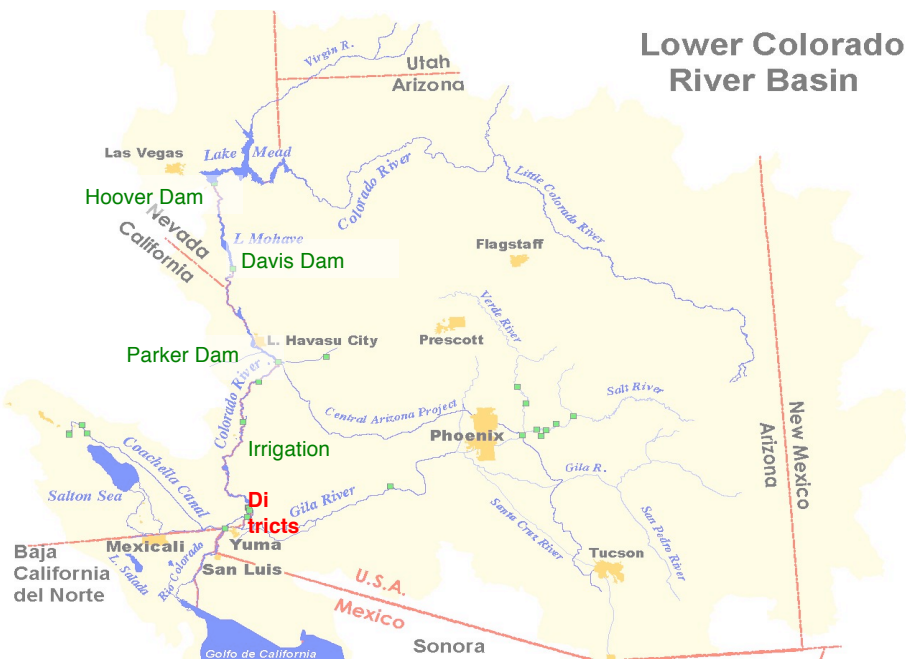 Lower Colorado
River Basin
Virgin R.
Utah
Arizona
Las Vegas
Lake Mead
Hoover Dam
Colorado River
Little Colorado River
Nevada
California
L Mohave
Davis Dam
Flagstaff
Verde River
L. Havasu City
Prescott
Parker Dam
Colorado River
Central Arizona Project
Salt River
Phoenix
New Mexico
Arizona
Irrigation
Coachella Canal
Salton Sea
Gila R.
Di
tricts
Gila River
Santa Cruz River
San Pedro River
Mexicali
Yuma
Baja
California
del Norte
L. Salada
Rio Colorado
San Luis
Tucson
U.S.A.
Mexico
Sonora
Golfo de California